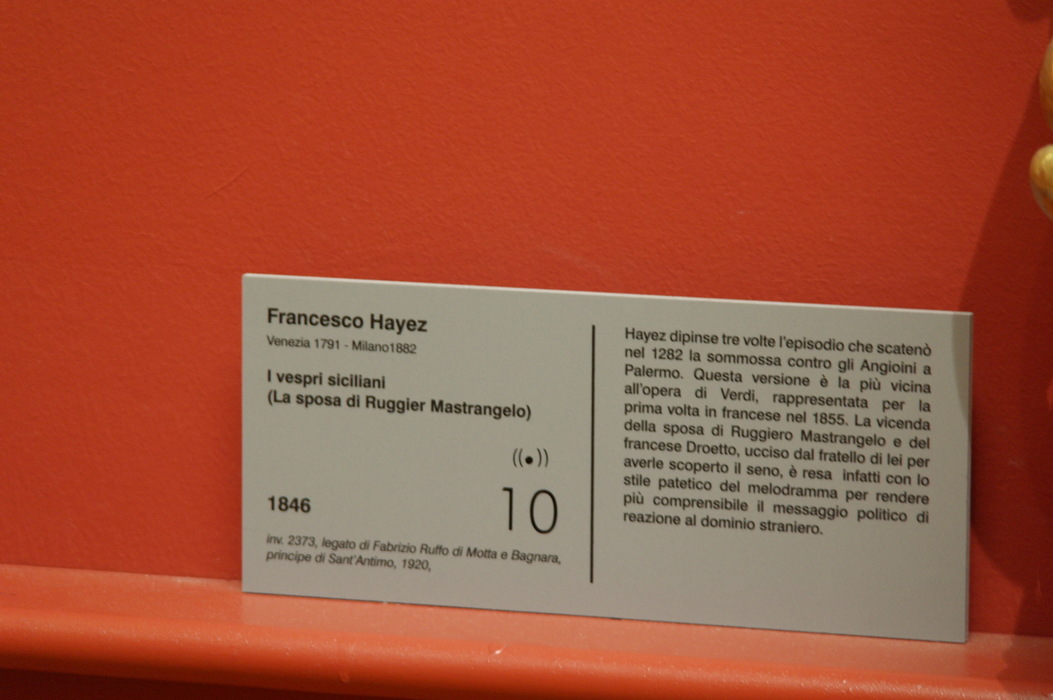 Francesco Hayez
Venezia 1791 - Milano1882
I vespri siciliani
(La sposa di Ruggier Mastrangelo)
((•))
10
1846
inv. 2373, legato di Fabrizio Ruffo di Motta e Bagnara,
principe di Sant'Antimo, 1920,
Hayez dipinse tre volte l'episodio che scatenò
nel 1282 la sommossa contro gli Angioini a
Palermo. Questa versione è la più vicina
all'opera di Verdi, rappresentata per la
prima volta in francese nel 1855. La vicenda
della sposa di Ruggiero Mastrangelo e del
francese Droetto, ucciso dal fratello di lei per
averle scoperto il seno, è resa infatti con lo
stile patetico del melodramma per rendere
più comprensibile il messaggio politico di
reazione al dominio straniero.